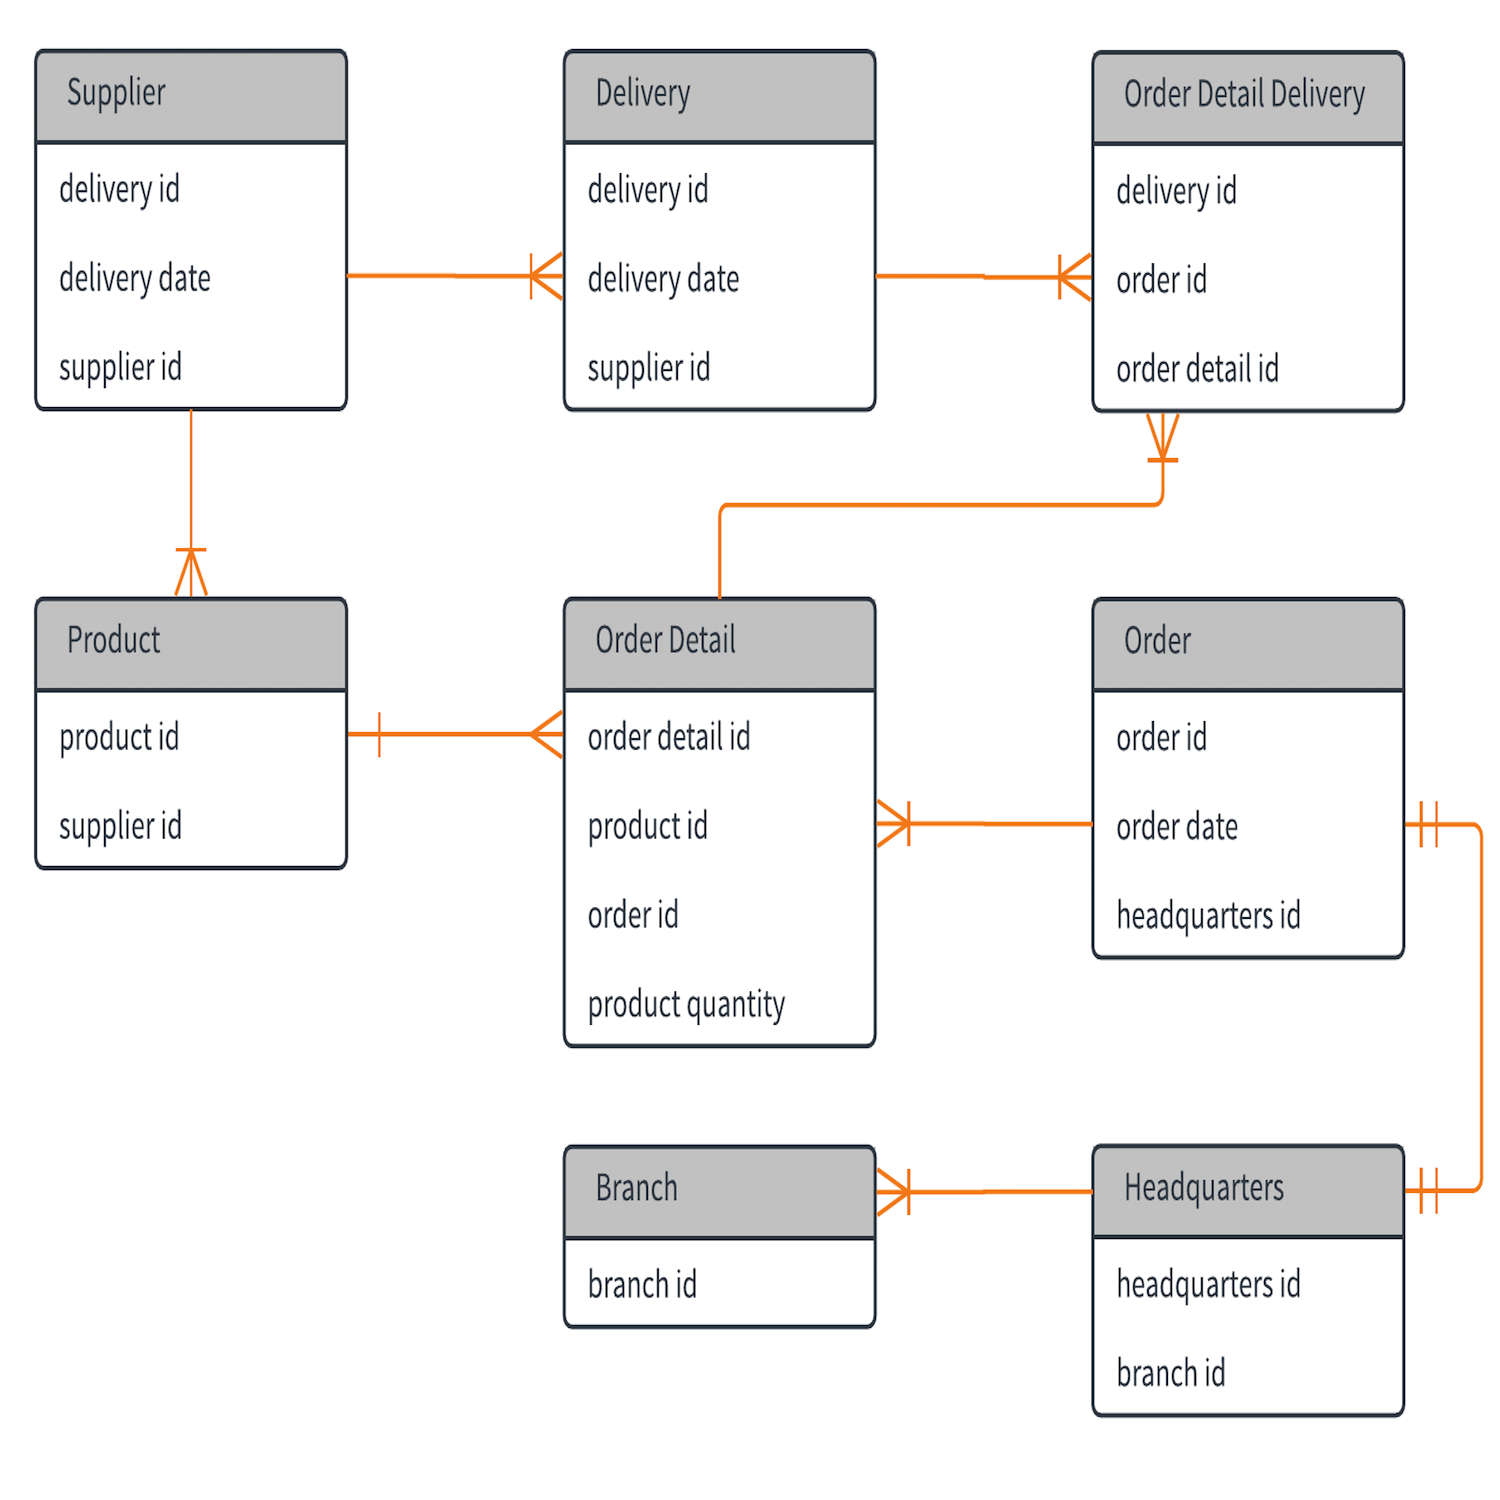 Supplier
delivery id
delivery date
supplier id
Delivery
delivery id
delivery date
supplier id
Order Detail Delivery
delivery id
order id
order detail id
Product
product id
supplier id
Order Detail
order detail id
product id
order id
product quantity
Order
order id
order date
headquarters id
Branch
branch id
Headquarters
headquarters id
branch id